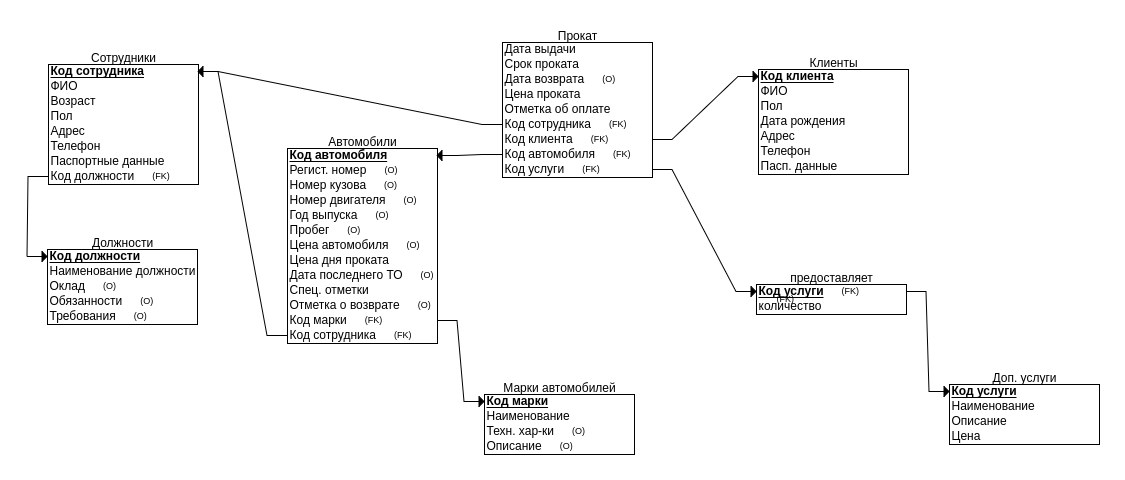 Сотрудники
Код сотрудника
ФИО
Возраст
Пол
Адрес
Телефон
Паспортные данные
Код должности (FK)
Должности
Код должности
Наименование должности
Оклад (O)
Обязанности (O)
Требования (O)
Автомобили
Код автомобиля
Регист. номер (O)
Номер кузова (O)
Номер двигателя (O)
Год выпуска (O)
Пробег (O)
Цена автомобиля (O)
Цена дня проката
Дата последнего ТО (O)
Спец. отметки
Отметка о возврате (O)
Код марки (FK)
Код сотрудника (FK)
Прокат
Дата выдачи
Срок проката
Дата возврата (O)
Цена проката
Отметка об оплате
Код сотрудника (FK)
Код клиента (FK)
Код автомобиля (FK)
Код услуги (FK)
Марки автомобилей
Код марки
Наименование
Техн. хар-ки (O)
Описание (O)
Клиенты
Код клиента
ФИО
Пол
Дата рождения
Адрес
Телефон
Пасп. данные
предоставляет
Код услуги (FK)
(FK)
количество
Доп. услуги
Код услуги
Наименование
Описание
Цена